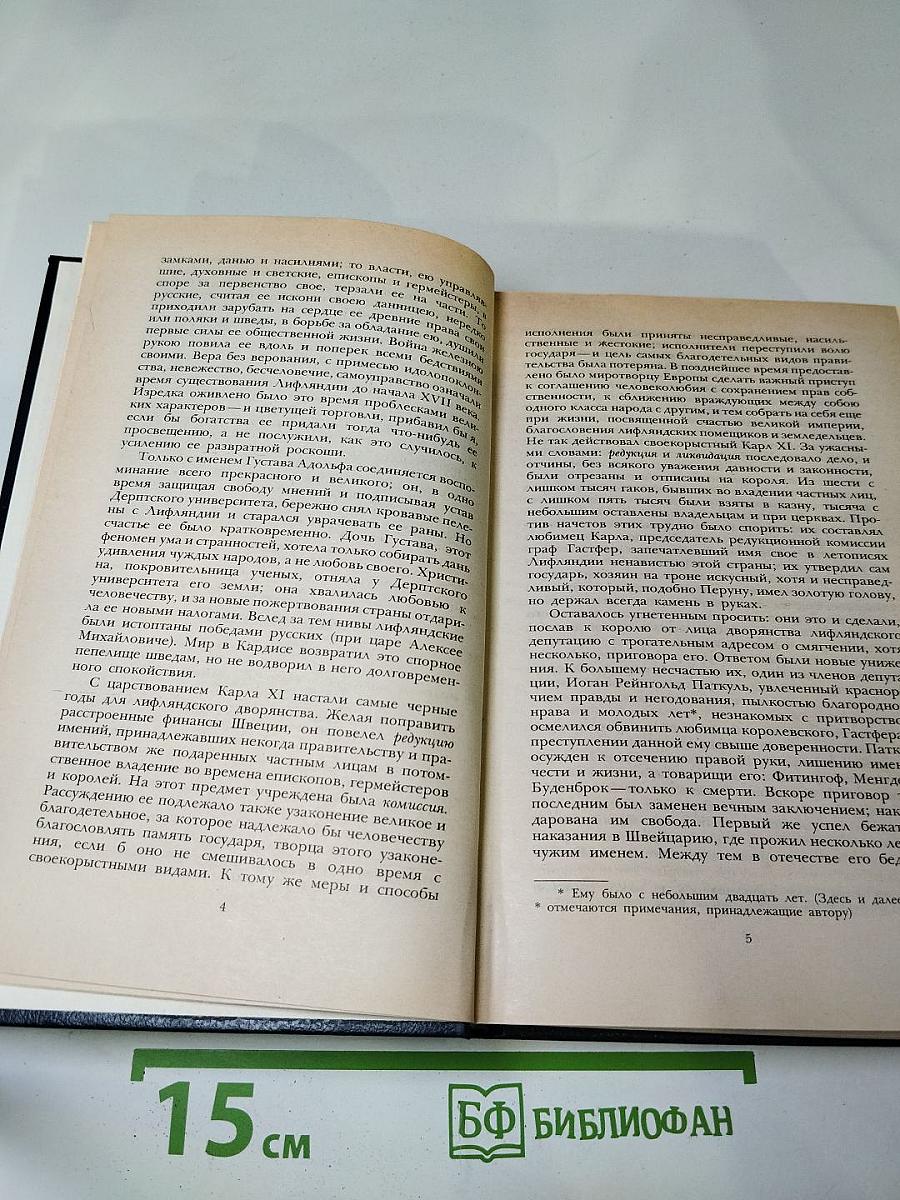 замками, данью и насилиями; то власти, ею управляв-
шие, духовные и светские, епископы и гермейстеры, в
споре за первенство свое, терзали ее на части. То
русские, считая ее искони своею данницею, нередко
приходили зарубать на сердце ее древние права свои
или поляки и шведы, в борьбе за обладание ею, душили
первые силы ее общественной жизни. Война железною
рукою повила ее вдоль и поперек всеми бедствиями
своими. Вера без верования, с примесью идолопоклон-
ства, невежество, бесчеловечие, самоуправство означали
время существования Лифляндии до начала XVII века.
Изредка оживлено было это время проблесками вели-
ких характеров — и цветущей торговли, прибавил бы я,
если бы богатства ее придали тогда что-нибудь ее
просвещению, а не послужили, как это случилось, к
усилению ее развратной роскоши.
Только с именем Густава Адольфа соединяется воспо-
минание всего прекрасного и великого; он, в одно
время защищая свободу мнений и подписывая устав
Дерптского университета, бережно снял кровавые пеле-
ны с Лифляндии и старался уврачевать ее раны. Но
счастье ее было кратковременно. Дочь Густава, этот
феномен ума и странностей, хотела только собирать дань
удивления чуждых народов, а не любовь своего. Христи-
на, покровительница ученых, отняла у Дерптского
университета его земли; она хвалилась любовью к
человечеству, и за новые пожертвования страны отдари-
ла ее новыми налогами. Вслед за тем нивы лифляндские
были истоптаны победами русских (при царе Алексее
Михайловиче). Мир в Кардисе возвратил это спорное
пепелище шведам, но не водворил в него долговремен-
ного спокойствия.
С царствованием Карла XI настали самые черные
годы для лифляндского дворянства. Желая поправить
расстроенные финансы Швеции, он повелел редукцию
имений, принадлежавших некогда правительству и пра-
вительством же подаренных частным лицам в потом-
ственное владение во времена епископов, гермейстеров
и королей. На этот предмет учреждена была комиссия.
Рассуждению ее подлежало также узаконение великое и
благодетельное, за которое надлежало бы человечеству
благословлять память государя, творца этого узаконе-
ния, если б оно не смешивалось в одно время с
своекорыстными видами. К тому же меры и способы
4
исполнения были приняты несправедливые, насиль-
ственные и жестокие; исполнители переступили волю
государя — и цель самых благодетельных видов прави-
тельства была потеряна. В позднейшее время предостав-
лено было миротворцу Европы сделать важный приступ
к соглашению человеколюбия с сохранением прав соб-
ственности, к сближению враждующих между собою
одного класса народа с другим, и тем собрать на себя еще
при жизни, посвященной счастью великой империи,
благословения лифляндских помещиков и земледельцев.
Не так действовал своекорыстный Карл XI. За ужасны-
ми словами: редукция и ликвидация последовало дело, и
отчины, без всякого уважения давности и законности,
были отрезаны и отписаны на короля. Из шести с
лишком тысяч гаков, бывших во владении частных лиц,
с лишком пять тысяч были взяты в казну, тысяча с
небольшим оставлены владельцам и при церквах. Про-
тив начетов этих трудно было спорить: их составлял
любимец Карла, председатель редукционной комиссии
граф Гастфер, запечатлевший имя свое в летописях
Лифляндии ненавистью этой страны; их утвердил сам
государь, хозяин на троне искусный, хотя и несправед-
ливый, который, подобно Перуну, имел золотую голову,
но держал всегда камень в руках.
Оставалось угнетенным просить: они это и сделали,
послав к королю от лица дворянства лифляндского
депутацию с трогательным адресом о смягчении, хотя
несколько, приговора его. Ответом были новые униже-
ния. К большему несчастью их, один из членов депута
ции, Иоган Рейнгольд Паткуль, увлеченный краснор
чием правды и негодования, пылкостью благородно
нрава и молодых лет*, незнакомых с притворство
осмелился обвинить любимца королевского, Гастфера
преступлении данной ему свыше доверенности. Патк
осужден к отсечению правой руки, лишению имен
чести и жизни, а товарищи его: Фитингоф, Менгде
Буденброк — только к смерти. Вскоре приговор т
последним был заменен вечным заключением; нак
дарована им свобода. Первый же успел бежат
наказания в Швейцарию, где прожил несколько ле
чужим именем. Между тем в отечестве его бед
* Ему было с небольшим двадцать лет. (Здесь и далее
* отмечаются примечания, принадлежащие автору)
5
15 см
БФ БИБЛИОФАН